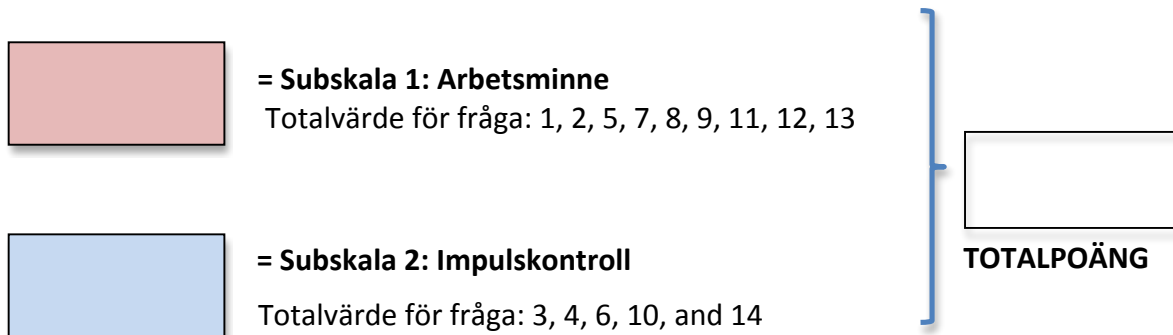 = Subskala 1: Arbetsminne
Totalvärde för fråga: 1, 2, 5, 7, 8, 9, 11, 12, 13
= Subskala 2: Impulskontroll
TOTALPOÄNG
Totalvärde för fråga: 3, 4, 6, 10, and 14